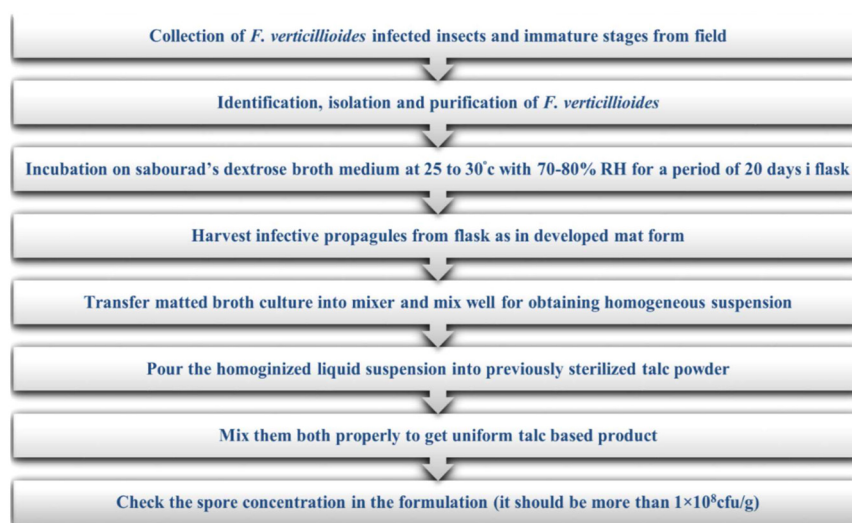 Collection of F. verticillioides infected insects and immature stages from field
Identification, isolation and purification of F. verticillioides
Incubation on sabourad's dextrose broth medium at 25 to 30°c with 70-80% RH for a period of 20 days i flask
Harvest infective propagules from flask as in developed mat form
Transfer matted broth culture into mixer and mix well for obtaining homogeneous suspension
Pour the homoginized liquid suspension into previously sterilized talc powder
Mix them both properly to get uniform talc based product
Check the spore concentration in the formulation (it should be more than 1×10⁸cfu/g)